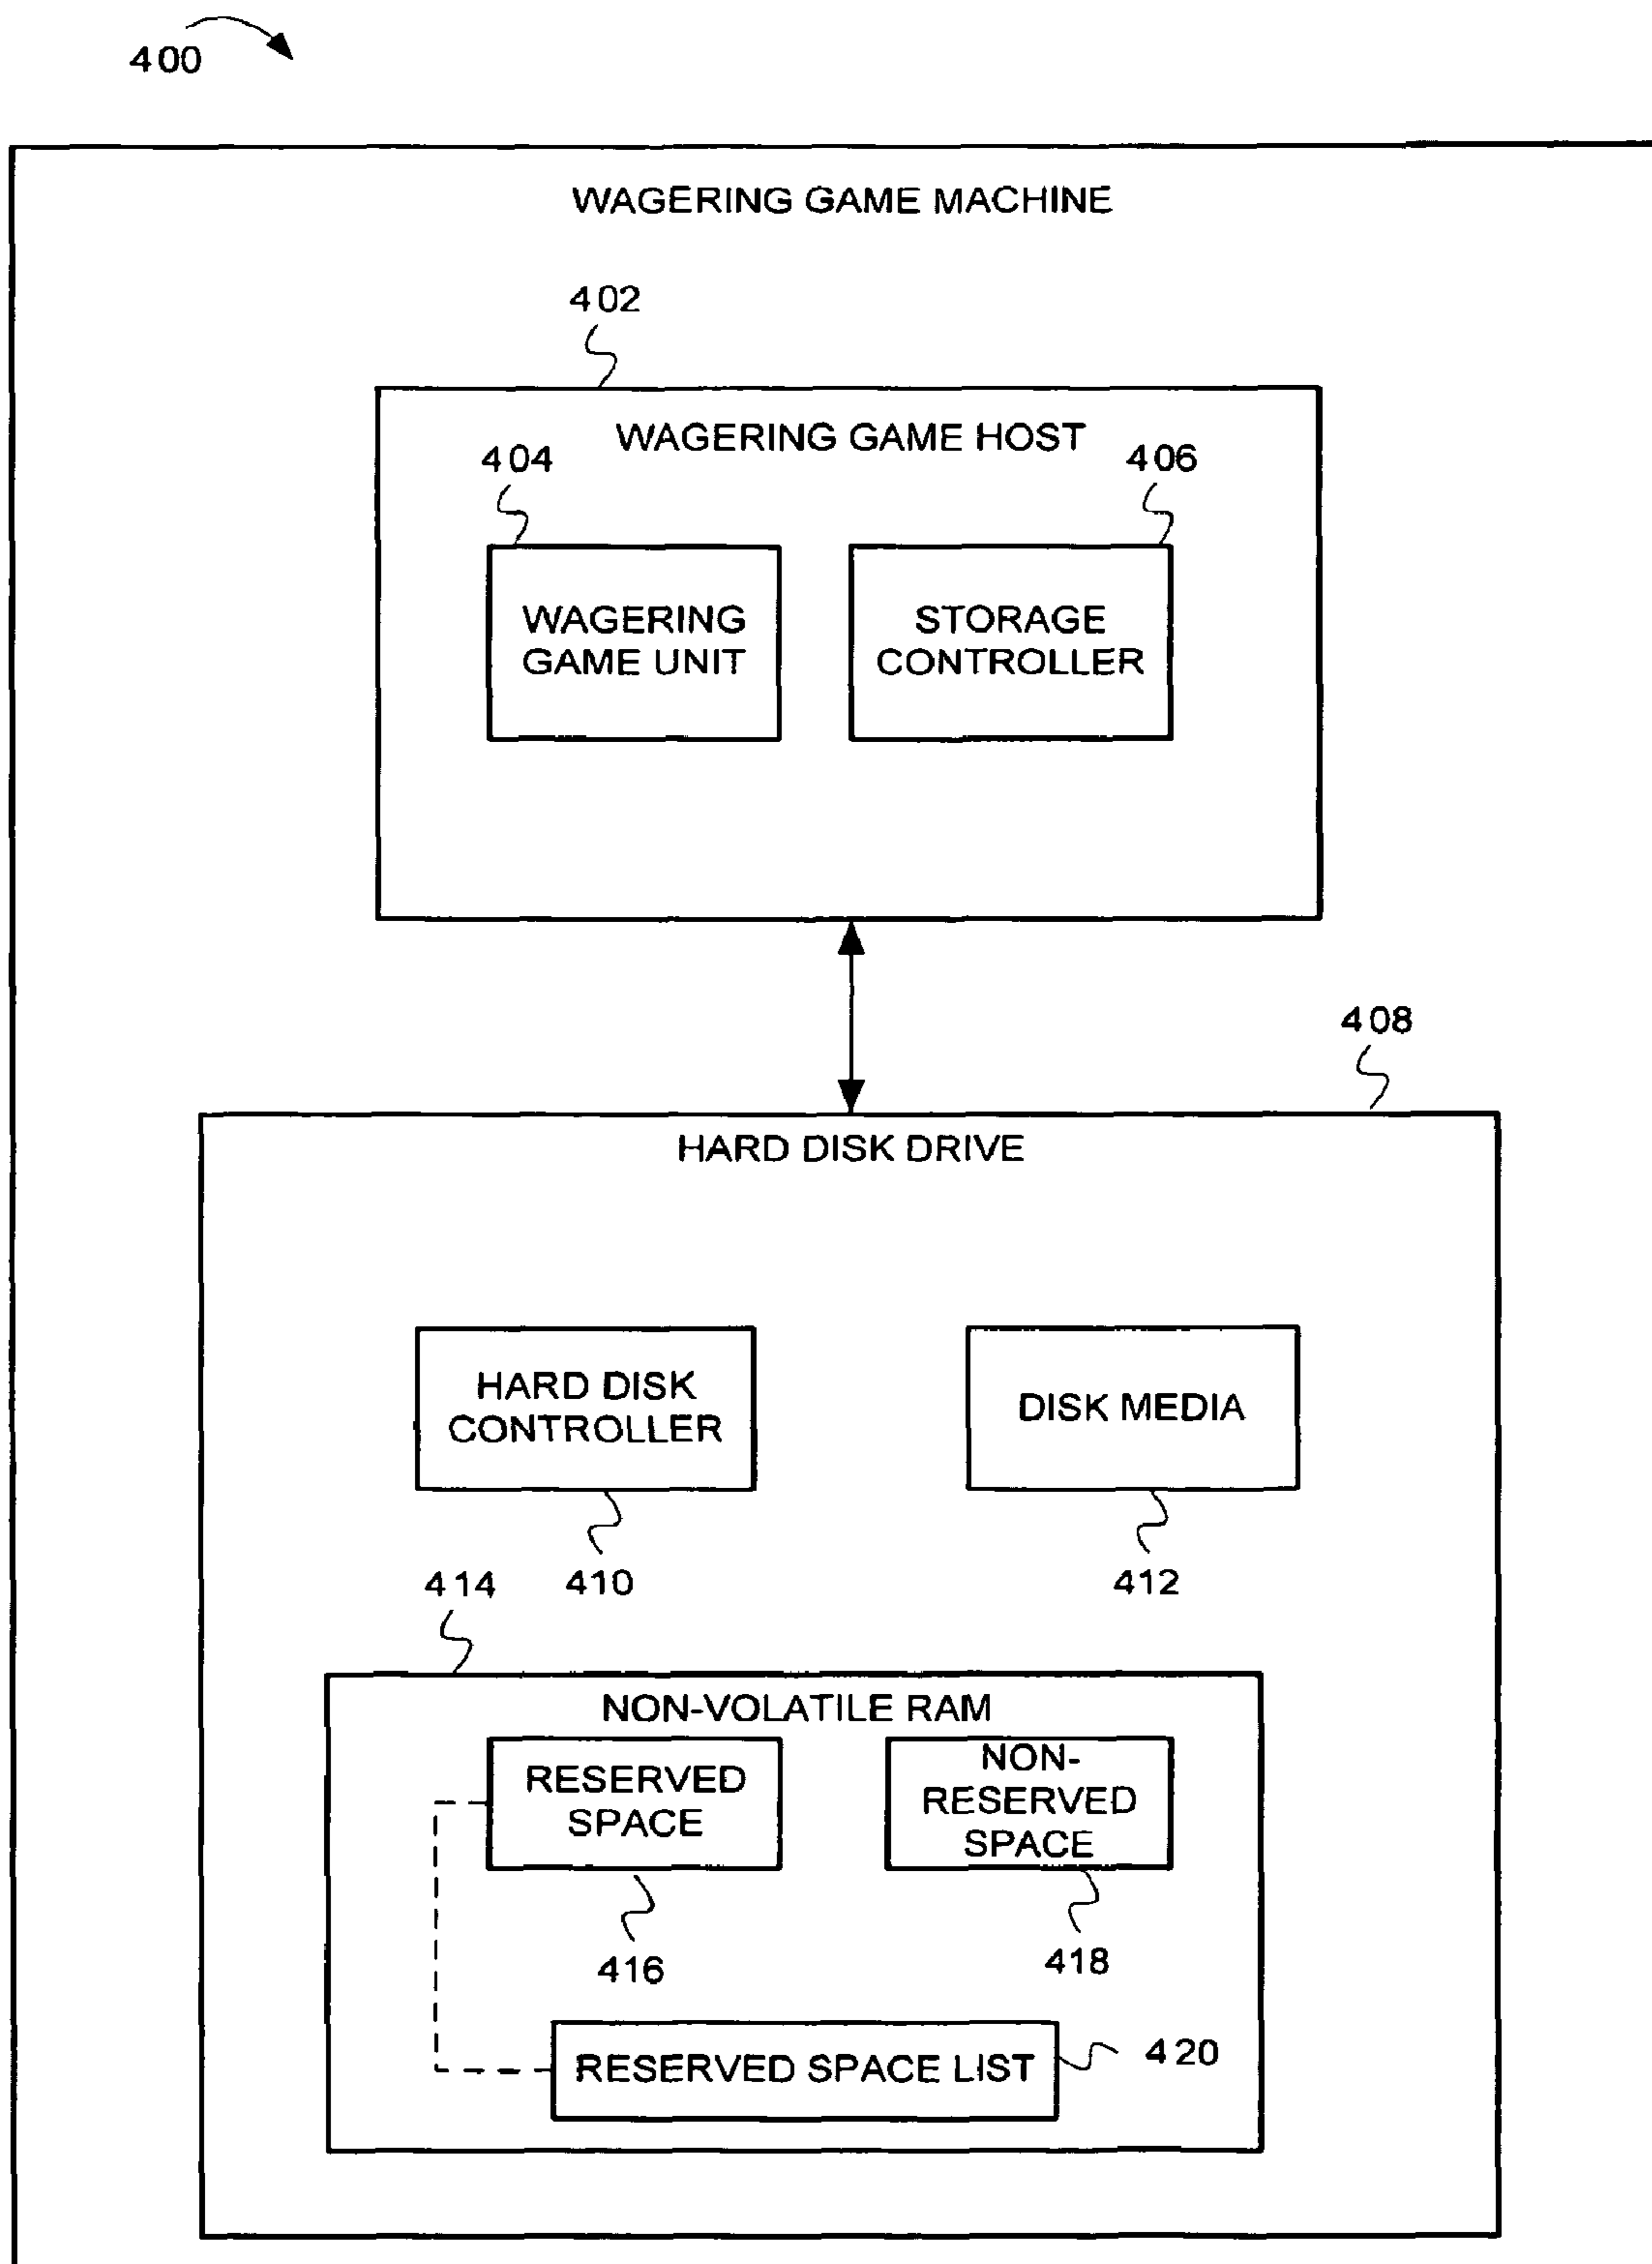 400
WAGERING GAME MACHINE
402
WAGERING GAME HOST
404
406
WAGERING
GAME UNIT
STORAGE
CONTROLLER
408
HARD DISK DRIVE
HARD DISK
CONTROLLER
DISK MEDIA
410
412
414
NON-VOLATILE RAM
RESERVED
SPACE
NON-
RESERVED
SPACE
416
418
RESERVED SPACE LIST
420